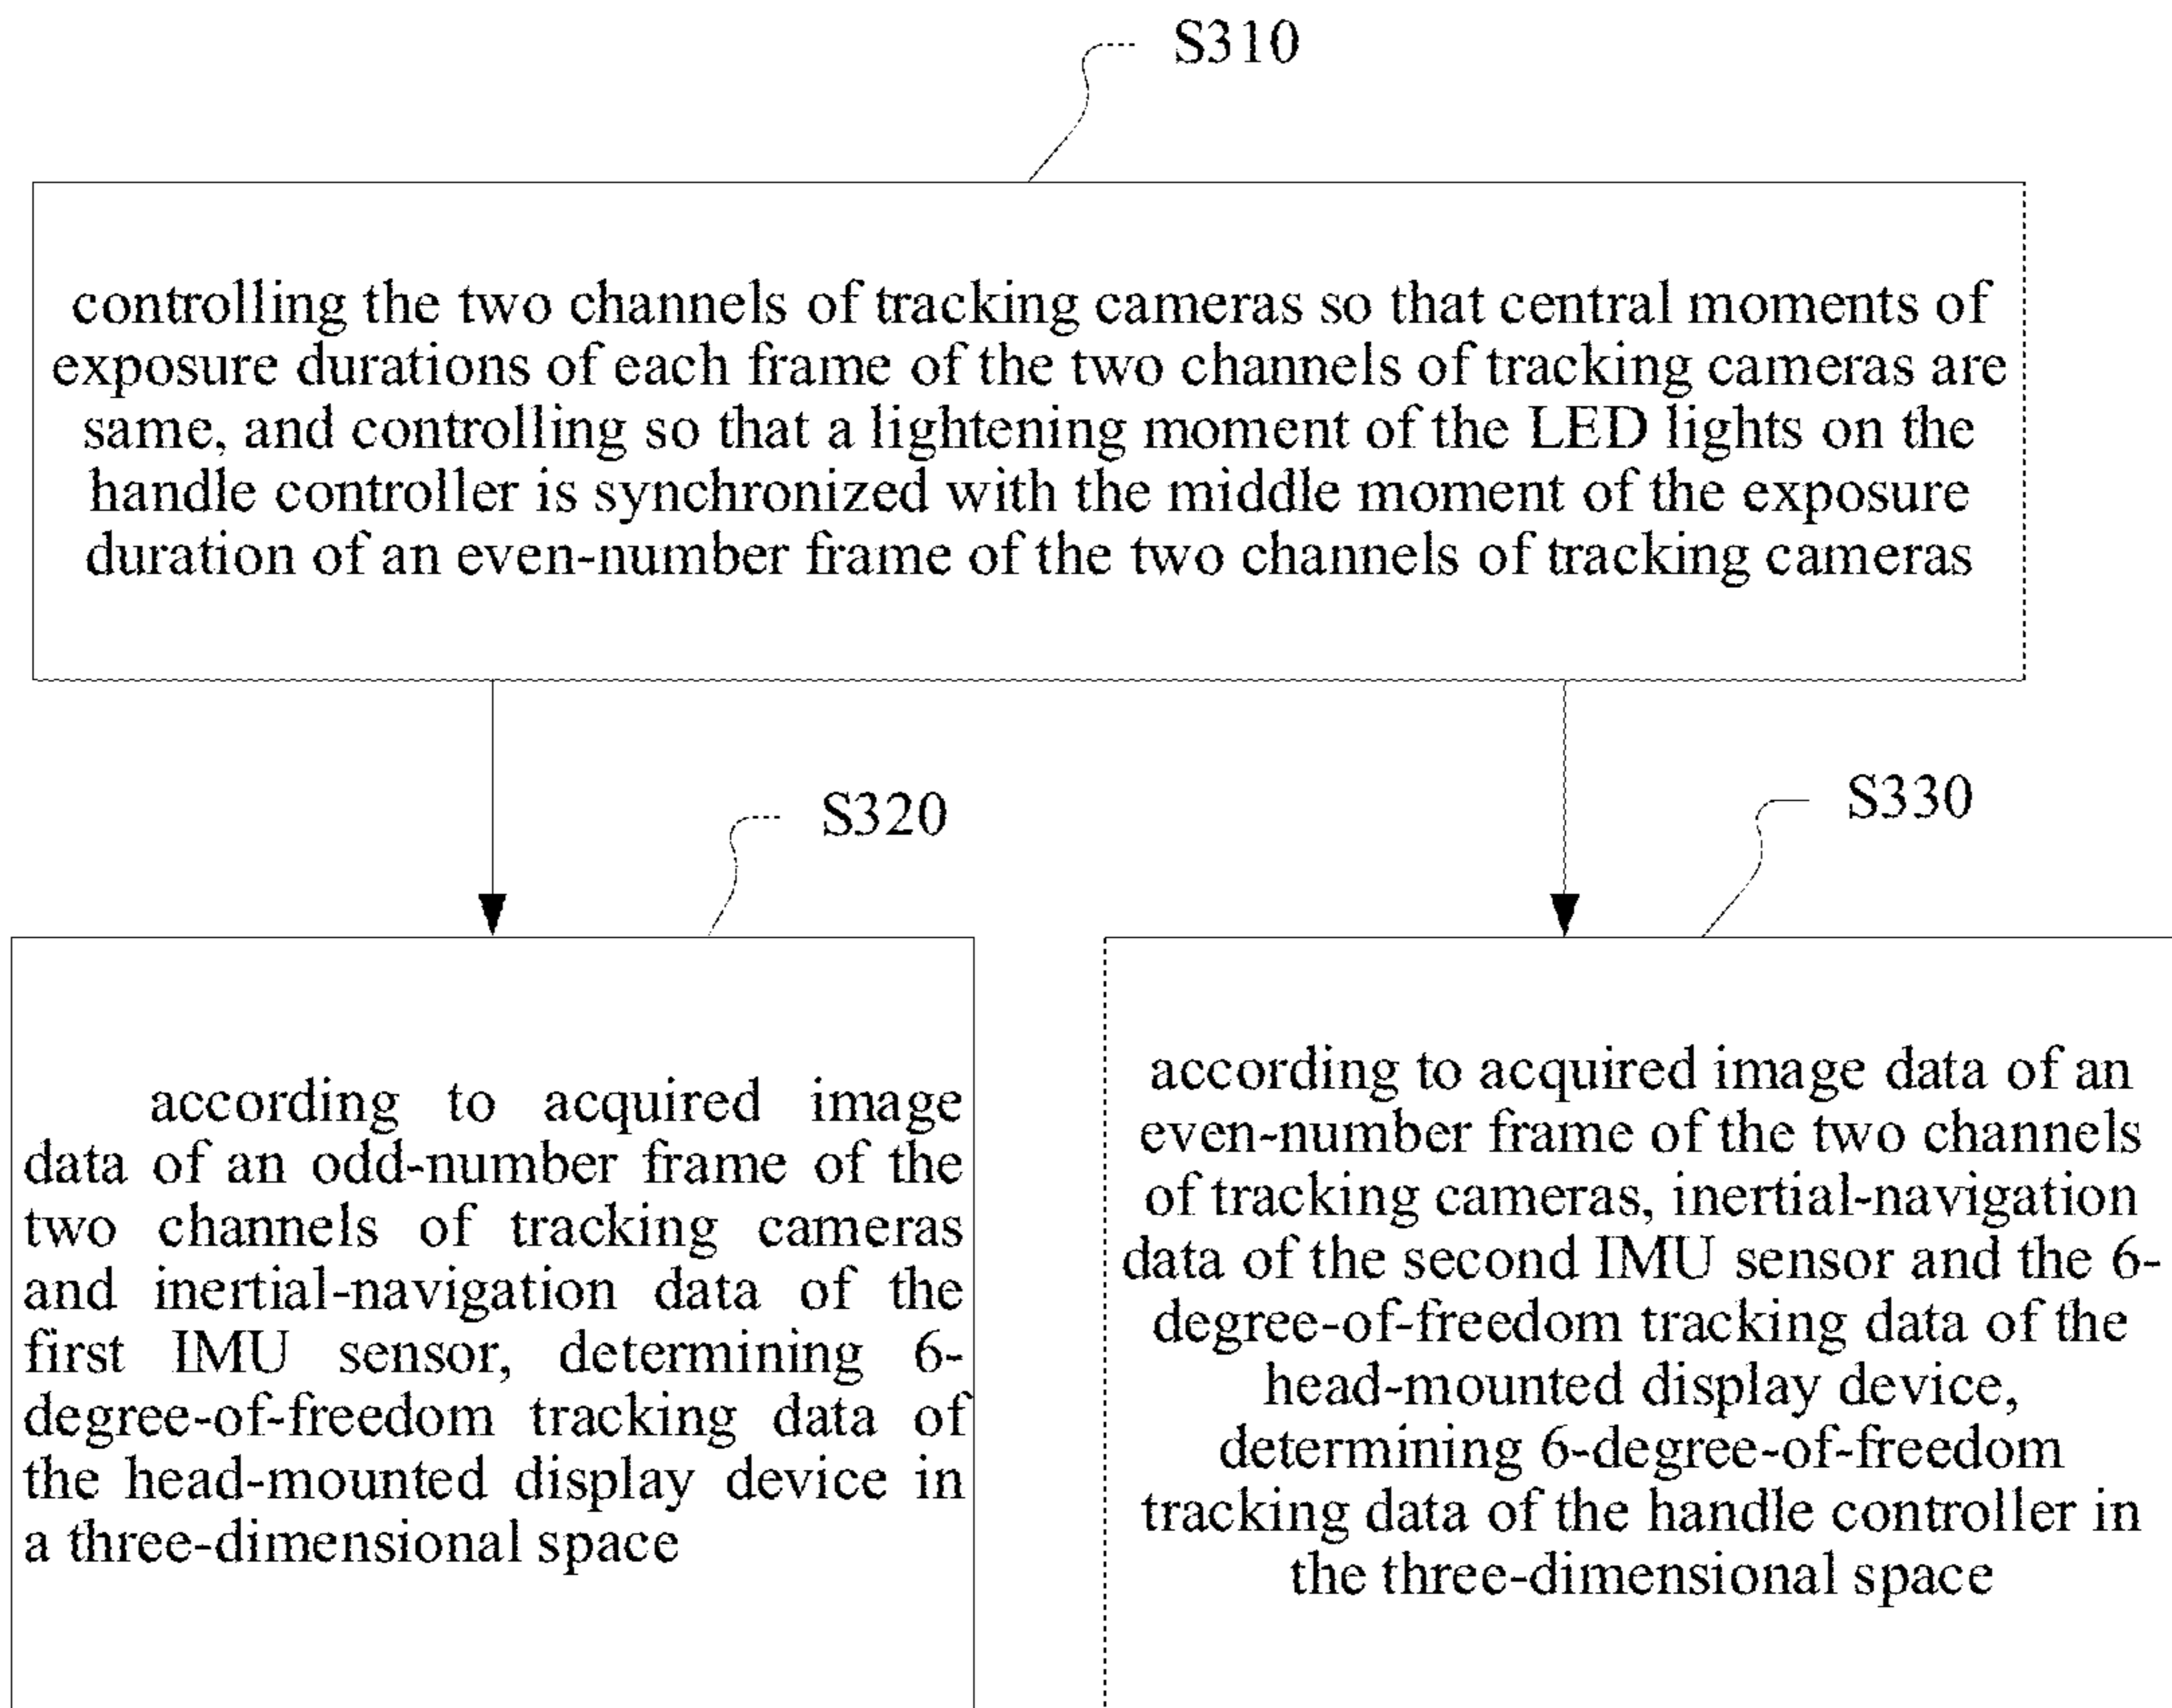 S310
controlling the two channels of tracking cameras so that central moments of
exposure durations of each frame of the two channels of tracking cameras are
same, and controlling so that a lightening moment of the LED lights on the
handle controller is synchronized with the middle moment of the exposure
duration of an even-number frame of the two channels of tracking cameras
S320
according to acquired image
data of an odd-number frame of the
two channels of tracking cameras
and inertial-navigation data of the
first IMU sensor, determining 6-
degree-of-freedom tracking data of
the head-mounted display device in
a three-dimensional space
S330
according to acquired image data of an
even-number frame of the two channels
of tracking cameras, inertial-navigation
data of the second IMU sensor and the 6-
degree-of-freedom tracking data of the
head-mounted display device,
determining 6-degree-of-freedom
tracking data of the handle controller in
the three-dimensional space